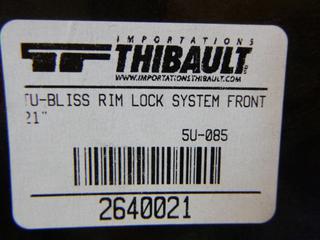 IMPORTATIONS
THIBAULT
WWW.IMPORTATIONSTHIBAULT.COM
TU-BLISS RIM LOCK SYSTEM FRONT
21"
5U-085
2640021